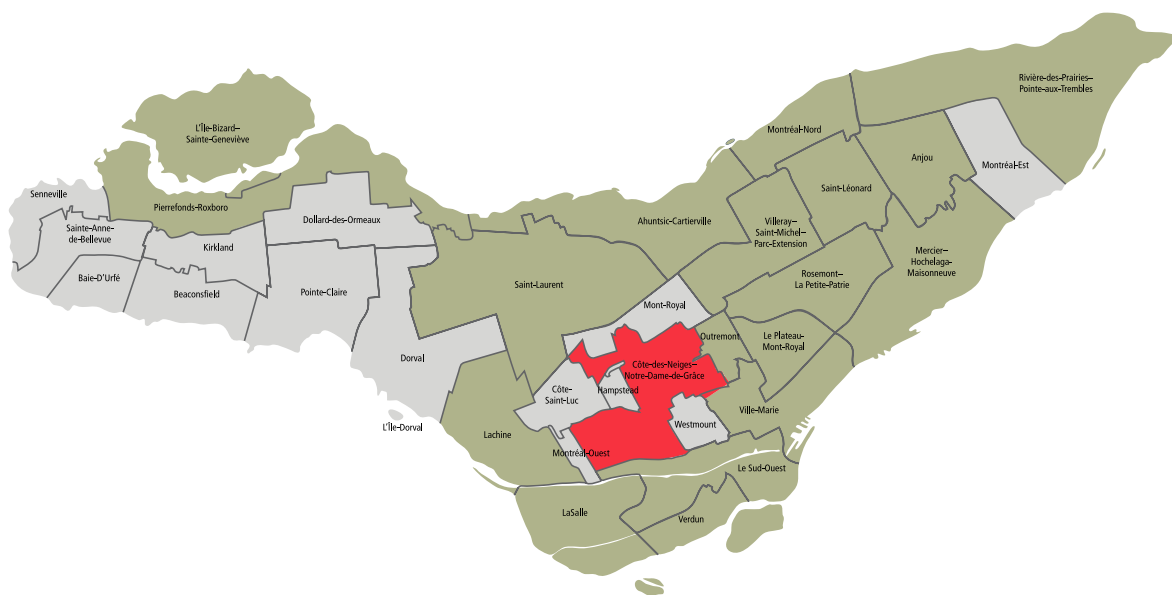 Rivière-des-Prairies–
Pointe-aux-Trembles
L'Île-Bizard–
Sainte-Geneviève
Montréal-Nord
Anjou
Montréal-Est
Saint-Léonard
Senneville
Pierrefonds-Roxboro
Dollard-des-Ormeaux
Ahuntsic-Cartierville
Villeray–
Saint-Michel–
Parc-Extension
Sainte-Anne-
de-Bellevue
Kirkland
Mercier–
Hochelaga-
Maisonneuve
Baie-D'Urfé
Beaconsfield
Pointe-Claire
Saint-Laurent
Rosemont–
La Petite-Patrie
Mont-Royal
Outremont
Le Plateau-
Mont-Royal
Dorval
Côte-des-Neiges–
Notre-Dame-de-Grâce
Hampstead
Côte-
Saint-Luc
Ville-Marie
L'Île-Dorval
Westmount
Lachine
Montréal-Ouest
Le Sud-Ouest
LaSalle
Verdun